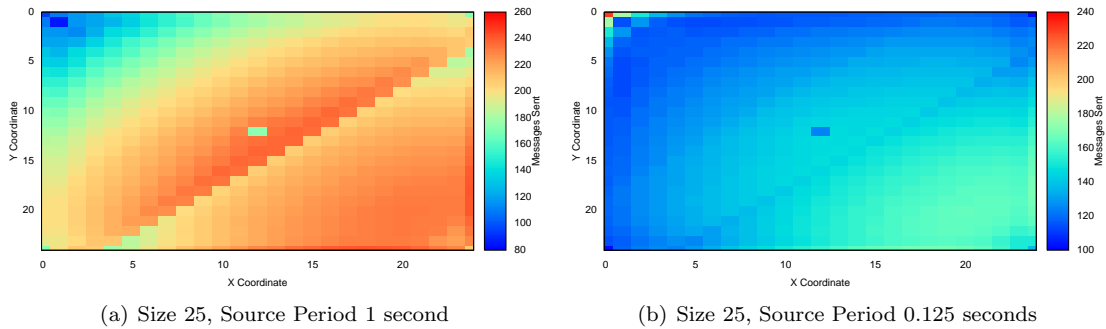 0
5
10
15
20
Y Coordinate
0 5 10 15 20
X Coordinate
260
240
220
200
180
160
140
120
100
80
Messages Sent
(a) Size 25, Source Period 1 second
0
5
10
15
20
Y Coordinate
0 5 10 15 20
X Coordinate
240
220
200
180
160
140
120
100
Messages Sent
(b) Size 25, Source Period 0.125 seconds